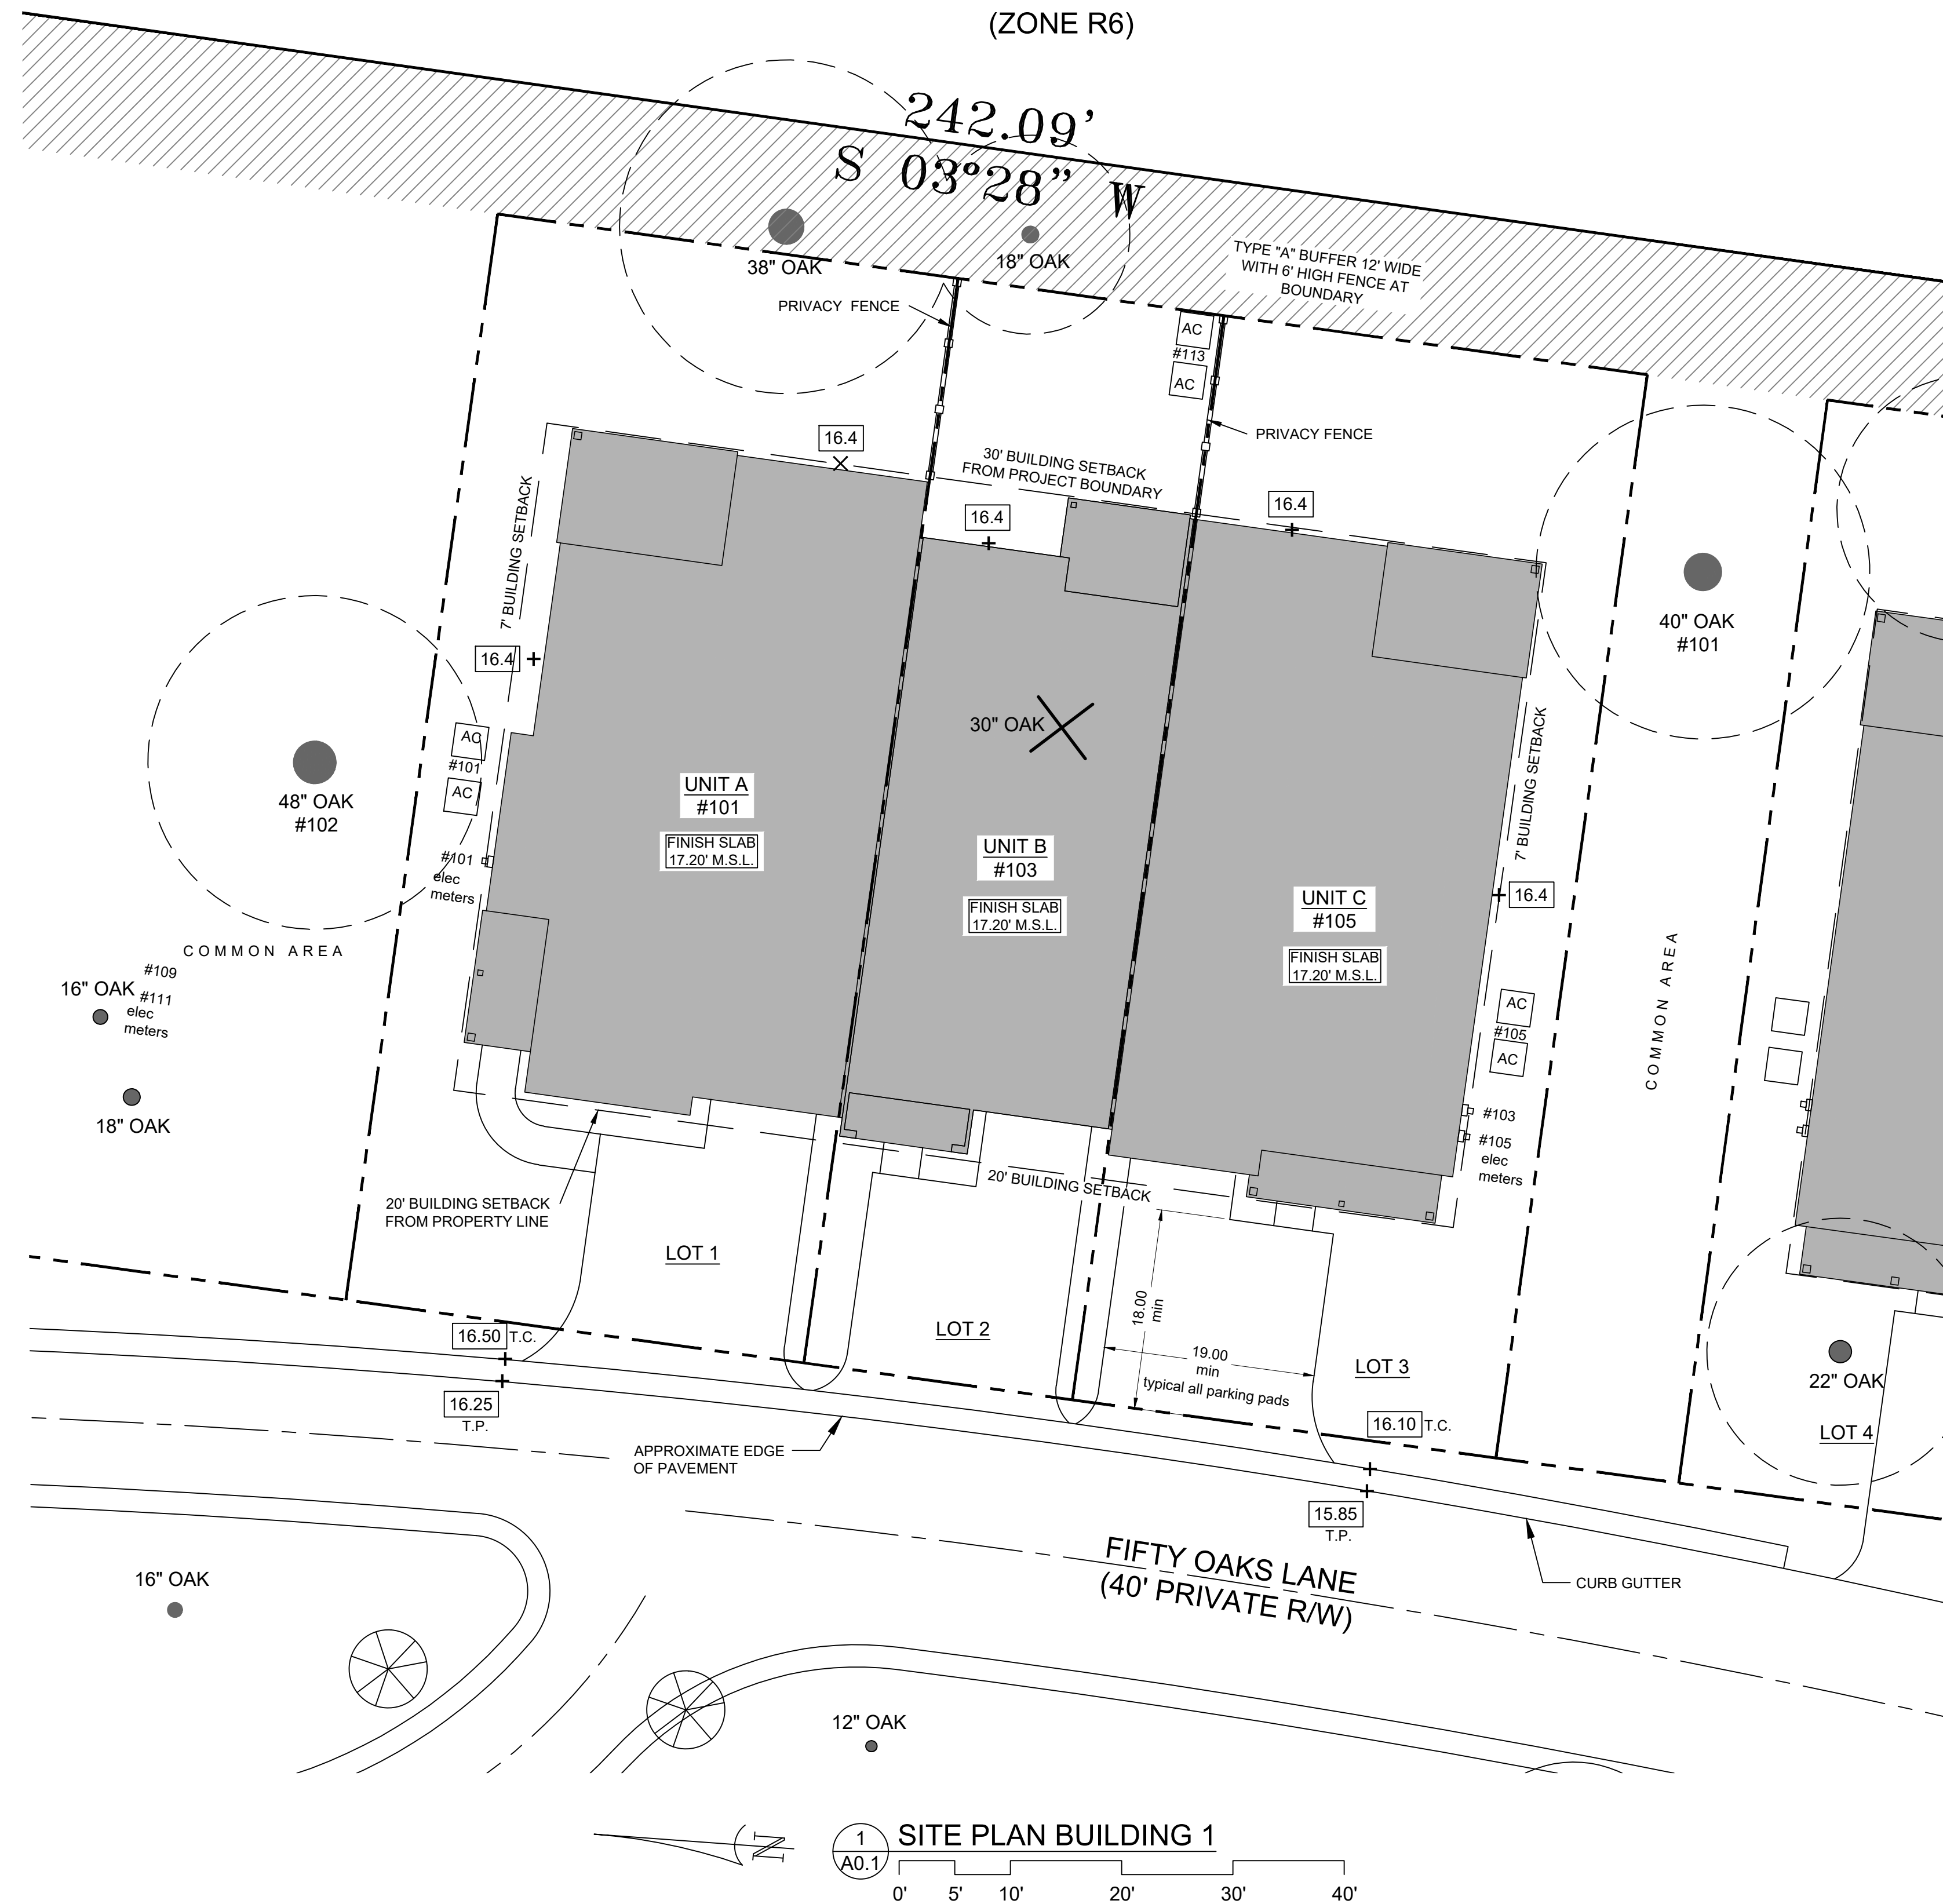 (ZONE R6)
242.09'
S 03°28" W
38" OAK
18" OAK
TYPE "A" BUFFER 12' WIDE
WITH 6' HIGH FENCE AT
BOUNDARY
PRIVACY FENCE
AC
#113
AC
PRIVACY FENCE
16.4
30' BUILDING SETBACK
FROM PROJECT BOUNDARY
16.4
16.4
7' BUILDING SETBACK
16.4
40" OAK
#101
30" OAK
AC
#101
AC
48" OAK
#102
UNIT A
#101
FINISH SLAB
17.20' M.S.L.
UNIT B
#103
FINISH SLAB
17.20' M.S.L.
UNIT C
#105
FINISH SLAB
17.20' M.S.L.
7' BUILDING SETBACK
16.4
#101
elec
meters
COMMON AREA
#109
16" OAK
#111
elec
meters
18" OAK
AC
#105
AC
COMMON AREA
#103
#105
elec
meters
20' BUILDING SETBACK
FROM PROPERTY LINE
20' BUILDING SETBACK
LOT 1
LOT 2
LOT 3
LOT 4
18.00
min
19.00
min
typical all parking pads
16.50 T.C.
16.25
T.P.
16.10 T.C.
15.85
T.P.
22" OAK
APPROXIMATE EDGE
OF PAVEMENT
FIFTY OAKS LANE
(40' PRIVATE R/W)
CURB GUTTER
16" OAK
12" OAK
N
1
A0.1
SITE PLAN BUILDING 1
0' 5' 10' 20' 30' 40'